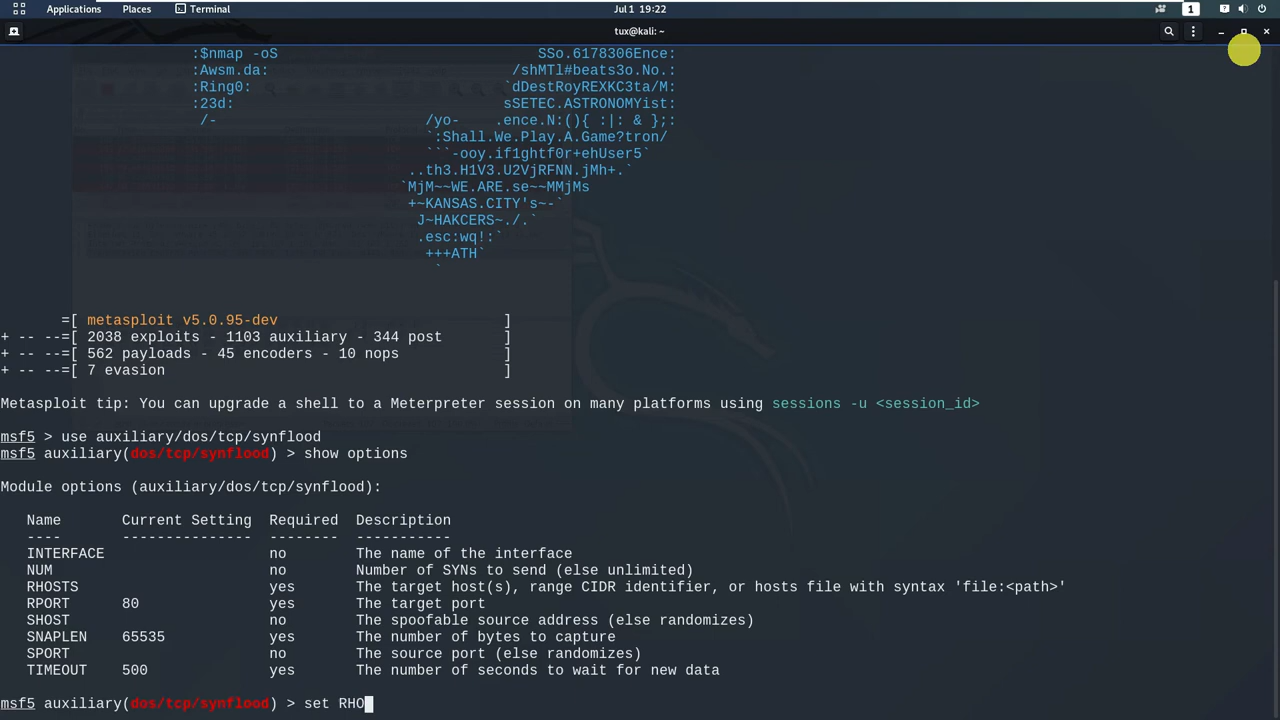 Applications Places Terminal Jul 1 19:22 1
tux@kali: ~
:$nmap -oS SSo.6178306Ence:
:Awsm.da: /shMTl#beats3o.No.:
:Ring0: `dDestRoyREXKC3ta/M:
:23d: sSETEC.ASTRONOMYist:
/- /yo- .ence.N:(){ :|: & };:
`:Shall.We.Play.A.Game?tron/
```-ooy.if1ghtf0r+ehUser5`
..th3.H1V3.U2VjRFNN.jMh+.`
`MjM~~WE.ARE.se~~MMjMs
+~KANSAS.CITY's~-`
J~HAKCERS~./.`
.esc:wq!:`
+++ATH`
`
=[ metasploit v5.0.95-dev ]
+ -- --=[ 2038 exploits - 1103 auxiliary - 344 post ]
+ -- --=[ 562 payloads - 45 encoders - 10 nops ]
+ -- --=[ 7 evasion ]
Metasploit tip: You can upgrade a shell to a Meterpreter session on many platforms using sessions -u <session_id>
msf5 > use auxiliary/dos/tcp/synflood
msf5 auxiliary(dos/tcp/synflood) > show options
Module options (auxiliary/dos/tcp/synflood):
Name Current Setting Required Description
---- --------------- -------- -----------
INTERFACE no The name of the interface
NUM no Number of SYNs to send (else unlimited)
RHOSTS yes The target host(s), range CIDR identifier, or hosts file with syntax 'file:<path>'
RPORT 80 yes The target port
SHOST no The spoofable source address (else randomizes)
SNAPLEN 65535 yes The number of bytes to capture
SPORT no The source port (else randomizes)
TIMEOUT 500 yes The number of seconds to wait for new data
msf5 auxiliary(dos/tcp/synflood) > set RHO